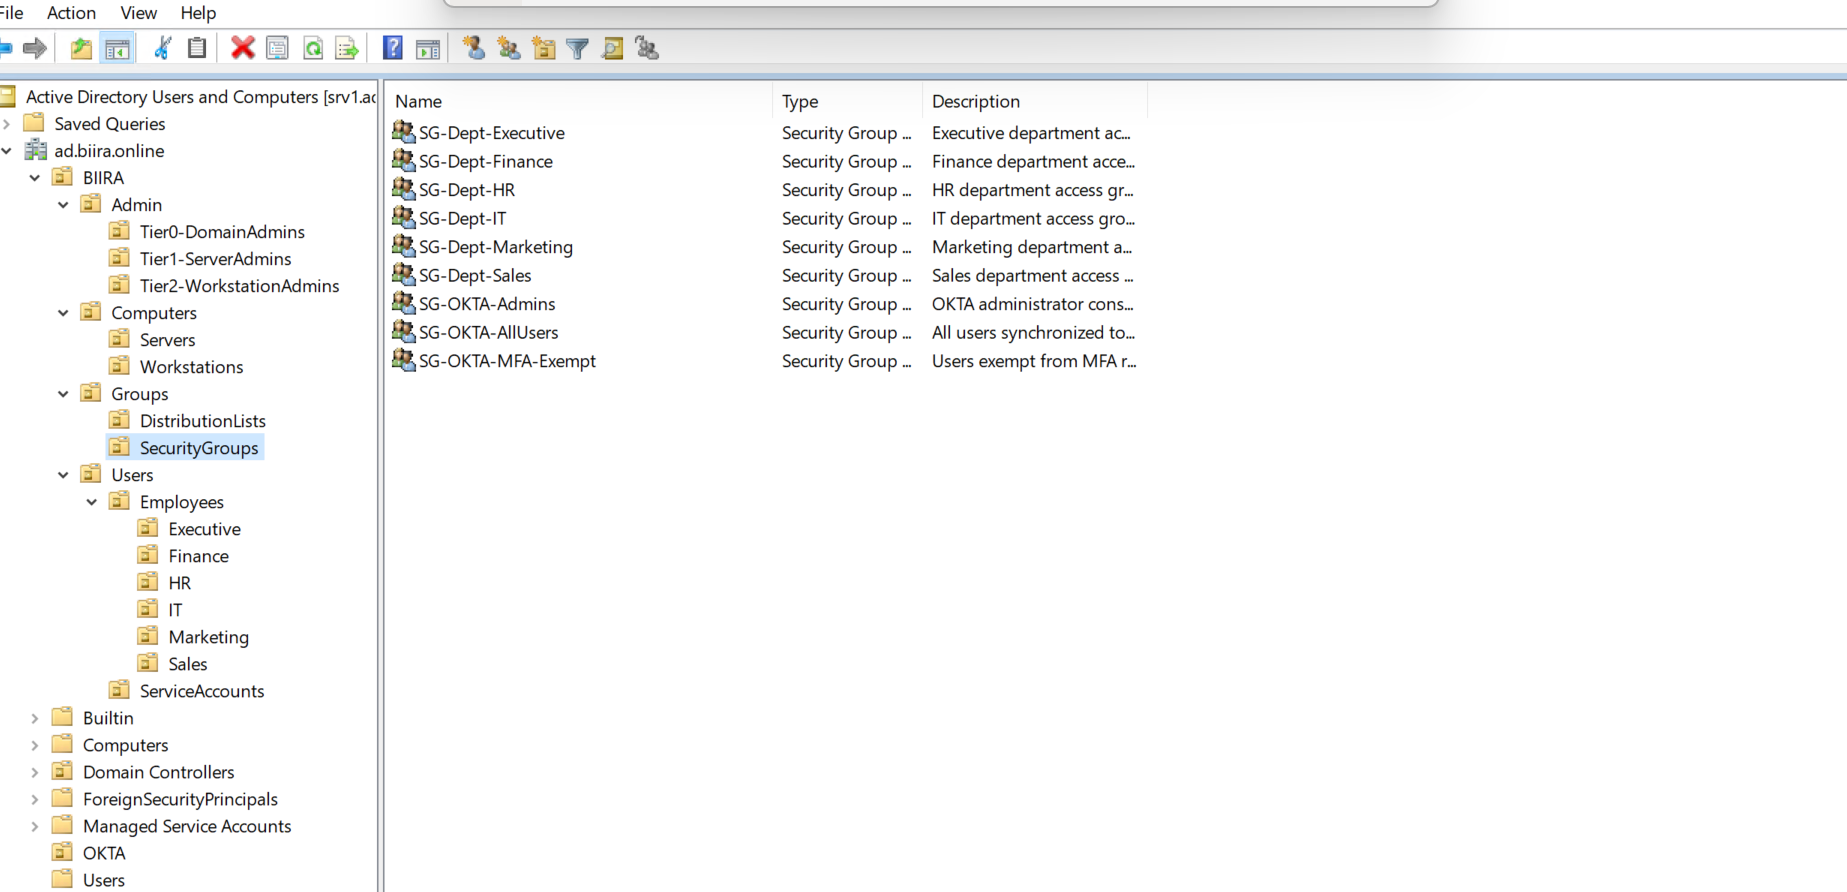 File Action View Help
Active Directory Users and Computers [srv1.ac
Saved Queries
ad.biira.online
BIIRA
Admin
Tier0-DomainAdmins
Tier1-ServerAdmins
Tier2-WorkstationAdmins
Computers
Servers
Workstations
Groups
DistributionLists
SecurityGroups
Users
Employees
Executive
Finance
HR
IT
Marketing
Sales
ServiceAccounts
Builtin
Computers
Domain Controllers
ForeignSecurityPrincipals
Managed Service Accounts
OKTA
Users
Name Type Description
SG-Dept-Executive Security Group ... Executive department ac...
SG-Dept-Finance Security Group ... Finance department acce...
SG-Dept-HR Security Group ... HR department access gr...
SG-Dept-IT Security Group ... IT department access gro...
SG-Dept-Marketing Security Group ... Marketing department a...
SG-Dept-Sales Security Group ... Sales department access ...
SG-OKTA-Admins Security Group ... OKTA administrator cons...
SG-OKTA-AllUsers Security Group ... All users synchronized to...
SG-OKTA-MFA-Exempt Security Group ... Users exempt from MFA r...